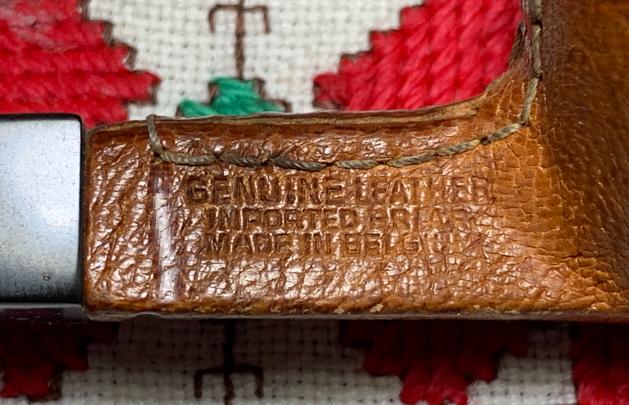 GENUINE LEATHER
IMPORTED BRIAR
MADE IN BELGIUM